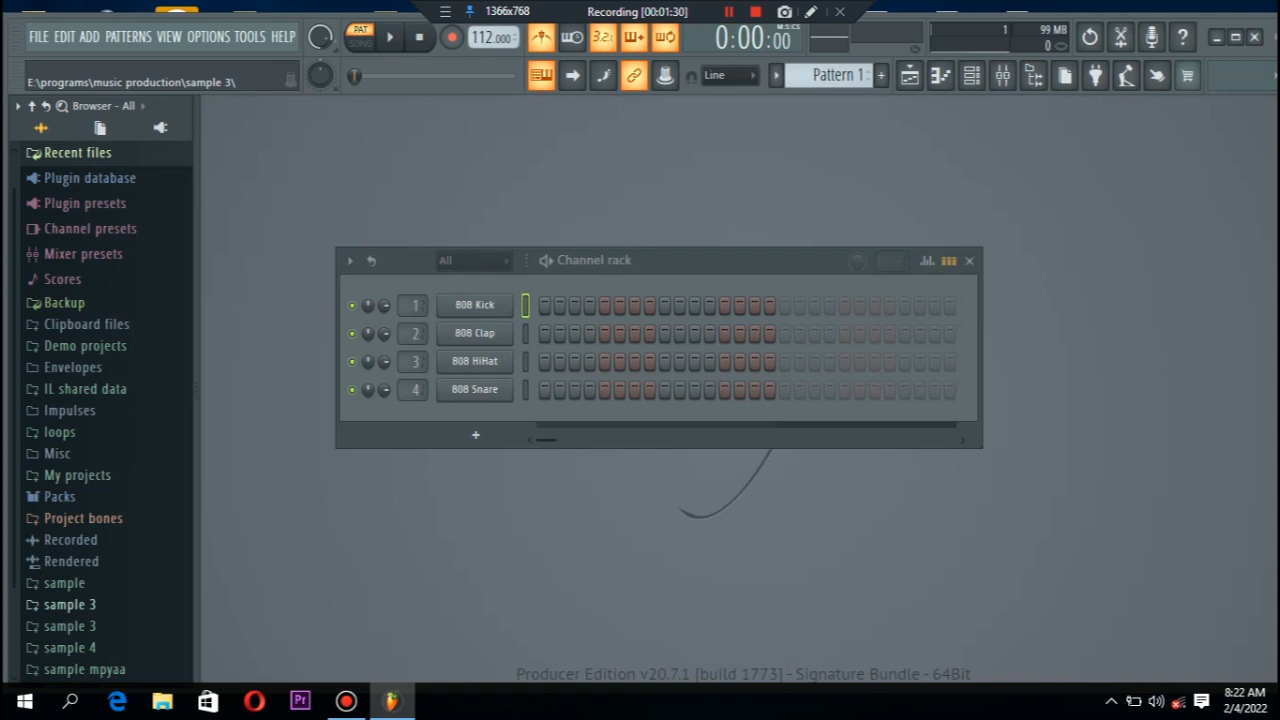 1366x768
Recording [00:01:30]
FILE EDIT ADD PATTERNS VIEW OPTIONS TOOLS HELP
PAT
SONG
112.000
3.2.
0:00:00
M:S:CS
1
99 MB
0
E:\programs\music production\sample 3\
Line
Pattern 1
Browser - All
Recent files
Plugin database
Plugin presets
Channel presets
Mixer presets
Scores
Backup
Clipboard files
Demo projects
Envelopes
IL shared data
Impulses
loops
Misc
My projects
Packs
Project bones
Recorded
Rendered
sample
sample 3
sample 3
sample 4
sample mpyaa
All
Channel rack
1
808 Kick
2
808 Clap
3
808 HiHat
4
808 Snare
Producer Edition v20.7.1 [build 1773] - Signature Bundle - 64Bit
Pr
8:22 AM
2/4/2022